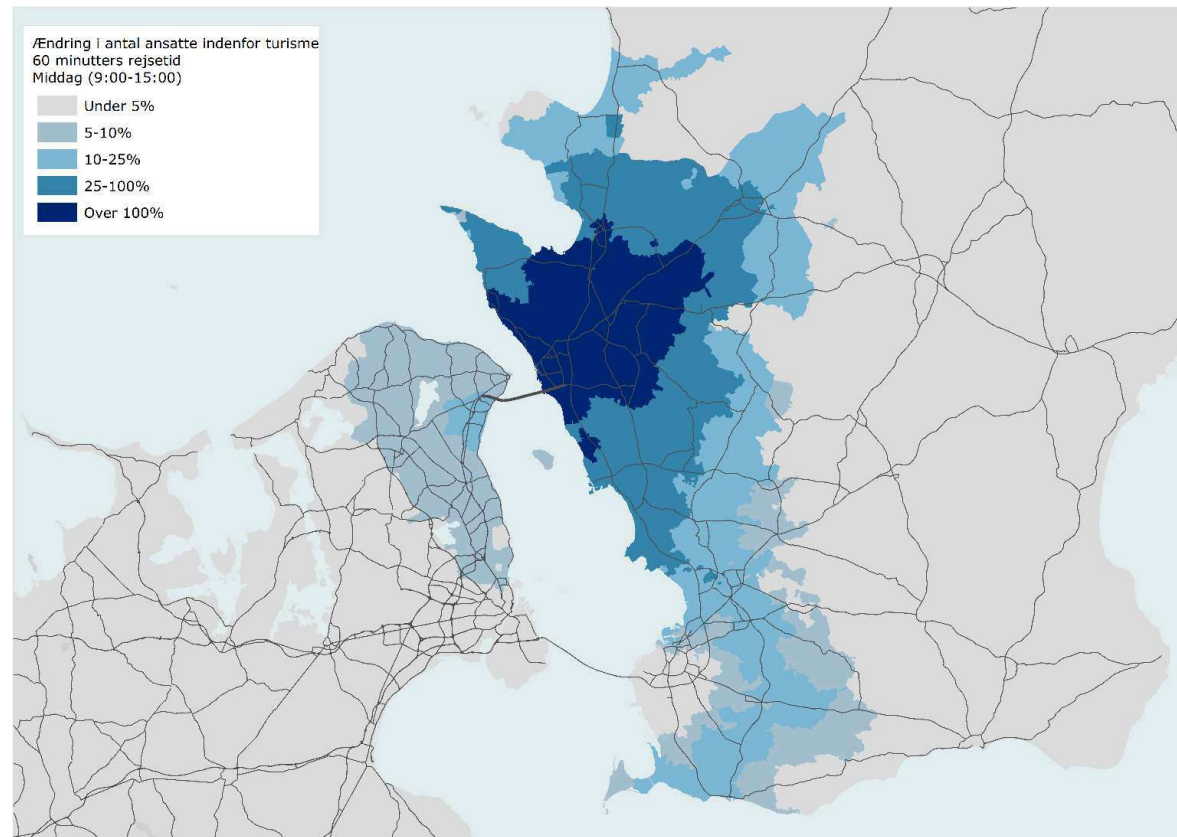 Ændring i antal ansatte indenfor turisme
60 minutters rejsetid
Middag (9:00-15:00)
Under 5%
5-10%
10-25%
25-100%
Over 100%